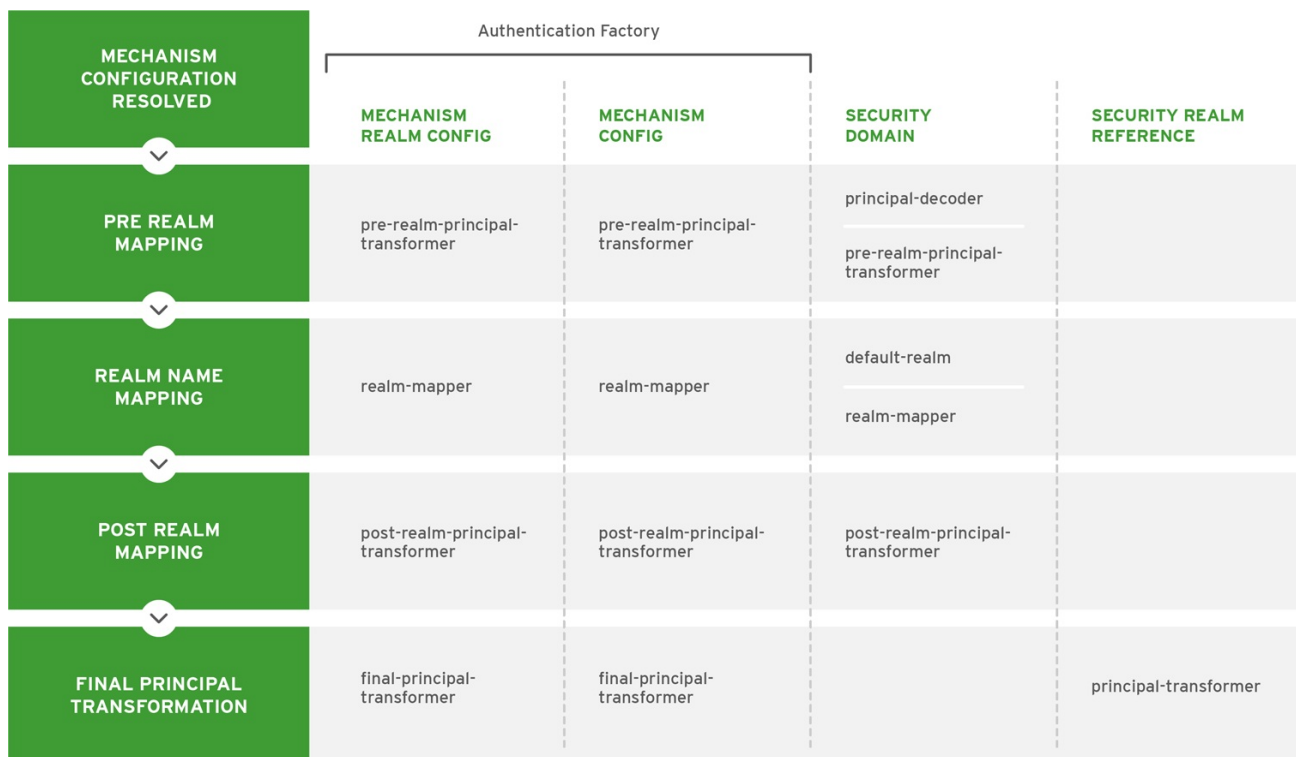 Authentication Factory
MECHANISM
CONFIGURATION
RESOLVED
MECHANISM
REALM CONFIG
MECHANISM
CONFIG
SECURITY
DOMAIN
SECURITY REALM
REFERENCE
PRE REALM
MAPPING
pre-realm-principal-
transformer
pre-realm-principal-
transformer
principal-decoder
pre-realm-principal-
transformer
REALM NAME
MAPPING
realm-mapper
realm-mapper
default-realm
realm-mapper
POST REALM
MAPPING
post-realm-principal-
transformer
post-realm-principal-
transformer
post-realm-principal-
transformer
FINAL PRINCIPAL
TRANSFORMATION
final-principal-
transformer
final-principal-
transformer
principal-transformer